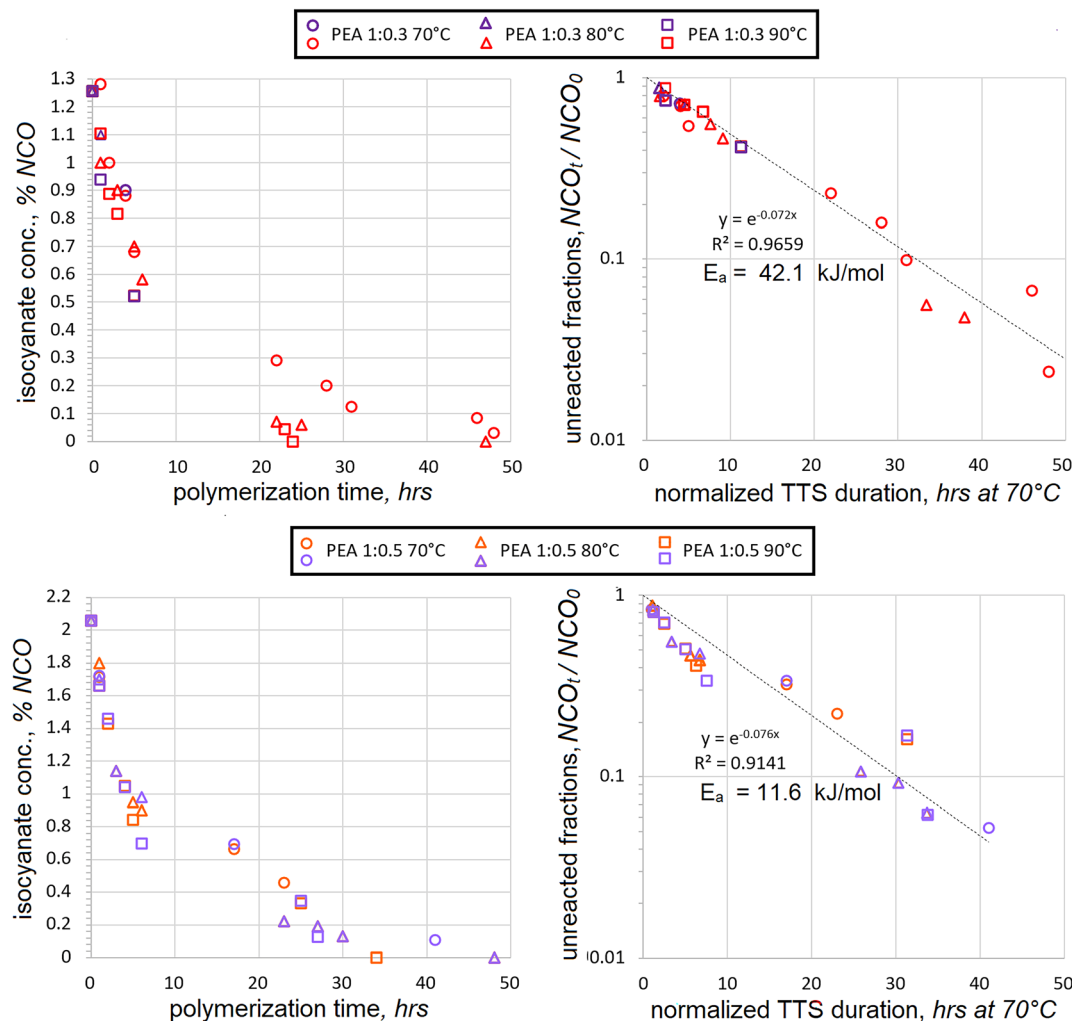 PEA 1:0.3 70°C PEA 1:0.3 80°C PEA 1:0.3 90°C
isocyanate conc., % NCO
1.3
1.2
1.1
1
0.9
0.8
0.7
0.6
0.5
0.4
0.3
0.2
0.1
0
0 10 20 30 40 50
polymerization time, hrs
unreacted fractions, NCOt / NCO0
1
0.1
0.01
y = e-0.072x
R² = 0.9659
Ea = 42.1 kJ/mol
0 10 20 30 40 50
normalized TTS duration, hrs at 70°C
PEA 1:0.5 70°C PEA 1:0.5 80°C PEA 1:0.5 90°C
isocyanate conc., % NCO
2.2
2
1.8
1.6
1.4
1.2
1
0.8
0.6
0.4
0.2
0
0 10 20 30 40 50
polymerization time, hrs
unreacted fractions, NCOt / NCO0
1
0.1
0.01
y = e-0.076x
R² = 0.9141
Ea = 11.6 kJ/mol
0 10 20 30 40 50
normalized TTS duration, hrs at 70°C